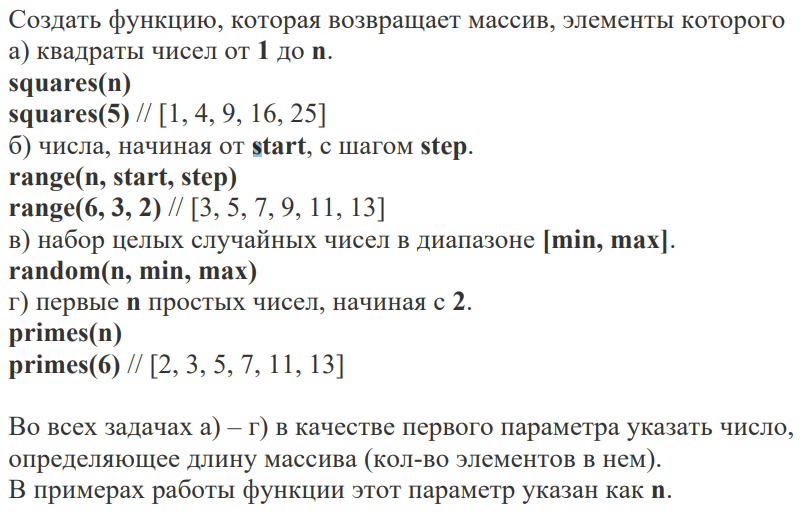 Создать функцию, которая возвращает массив, элементы которого
а) квадраты чисел от 1 до n.
squares(n)
squares(5) // [1, 4, 9, 16, 25]
б) числа, начиная от start, с шагом step.
range(n, start, step)
range(6, 3, 2) // [3, 5, 7, 9, 11, 13]
в) набор целых случайных чисел в диапазоне [min, max].
random(n, min, max)
г) первые n простых чисел, начиная с 2.
primes(n)
primes(6) // [2, 3, 5, 7, 11, 13]
Во всех задачах а) – г) в качестве первого параметра указать число,
определяющее длину массива (кол-во элементов в нем).
В примерах работы функции этот параметр указан как n.